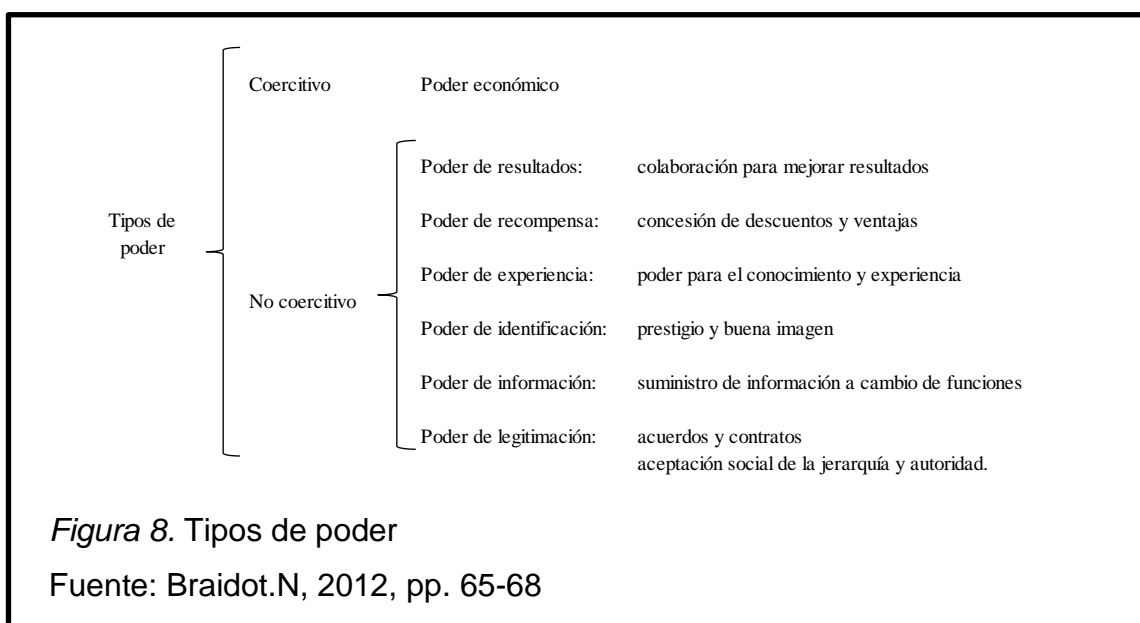 Coercitivo Poder económico
Poder de resultados: colaboración para mejorar resultados
Tipos de
poder
Poder de recompensa: concesión de descuentos y ventajas
Poder de experiencia: poder para el conocimiento y experiencia
No coercitivo
Poder de identificación: prestigio y buena imagen
Poder de información: suministro de información a cambio de funciones
Poder de legitimación: acuerdos y contratos
aceptación social de la jerarquía y autoridad.
Figura 8. Tipos de poder
Fuente: Braidot.N, 2012, pp. 65-68